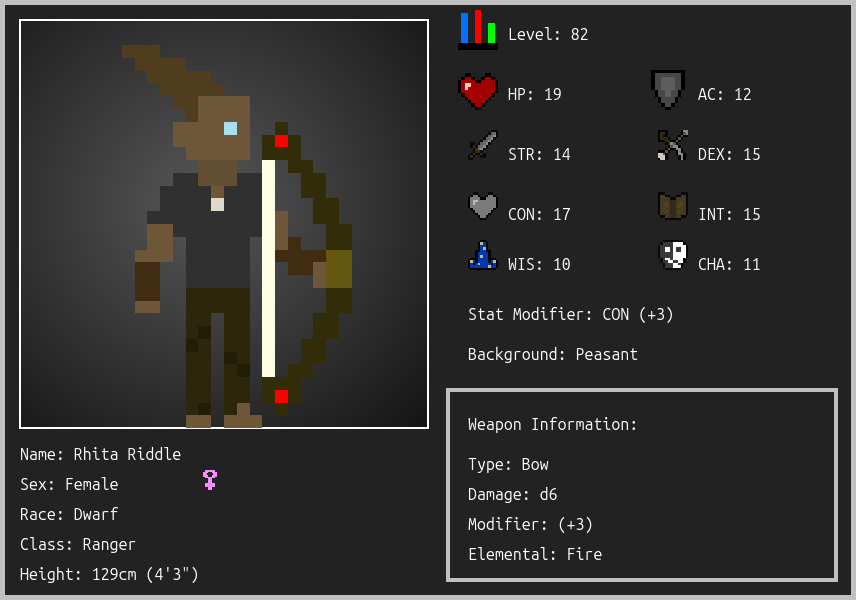 Level: 82
HP: 19
AC: 12
STR: 14
DEX: 15
CON: 17
INT: 15
WIS: 10
CHA: 11
Stat Modifier: CON (+3)
Background: Peasant
Weapon Information:
Type: Bow
Damage: d6
Modifier: (+3)
Elemental: Fire
Name: Rhita Riddle
Sex: Female
Race: Dwarf
Class: Ranger
Height: 129cm (4'3")